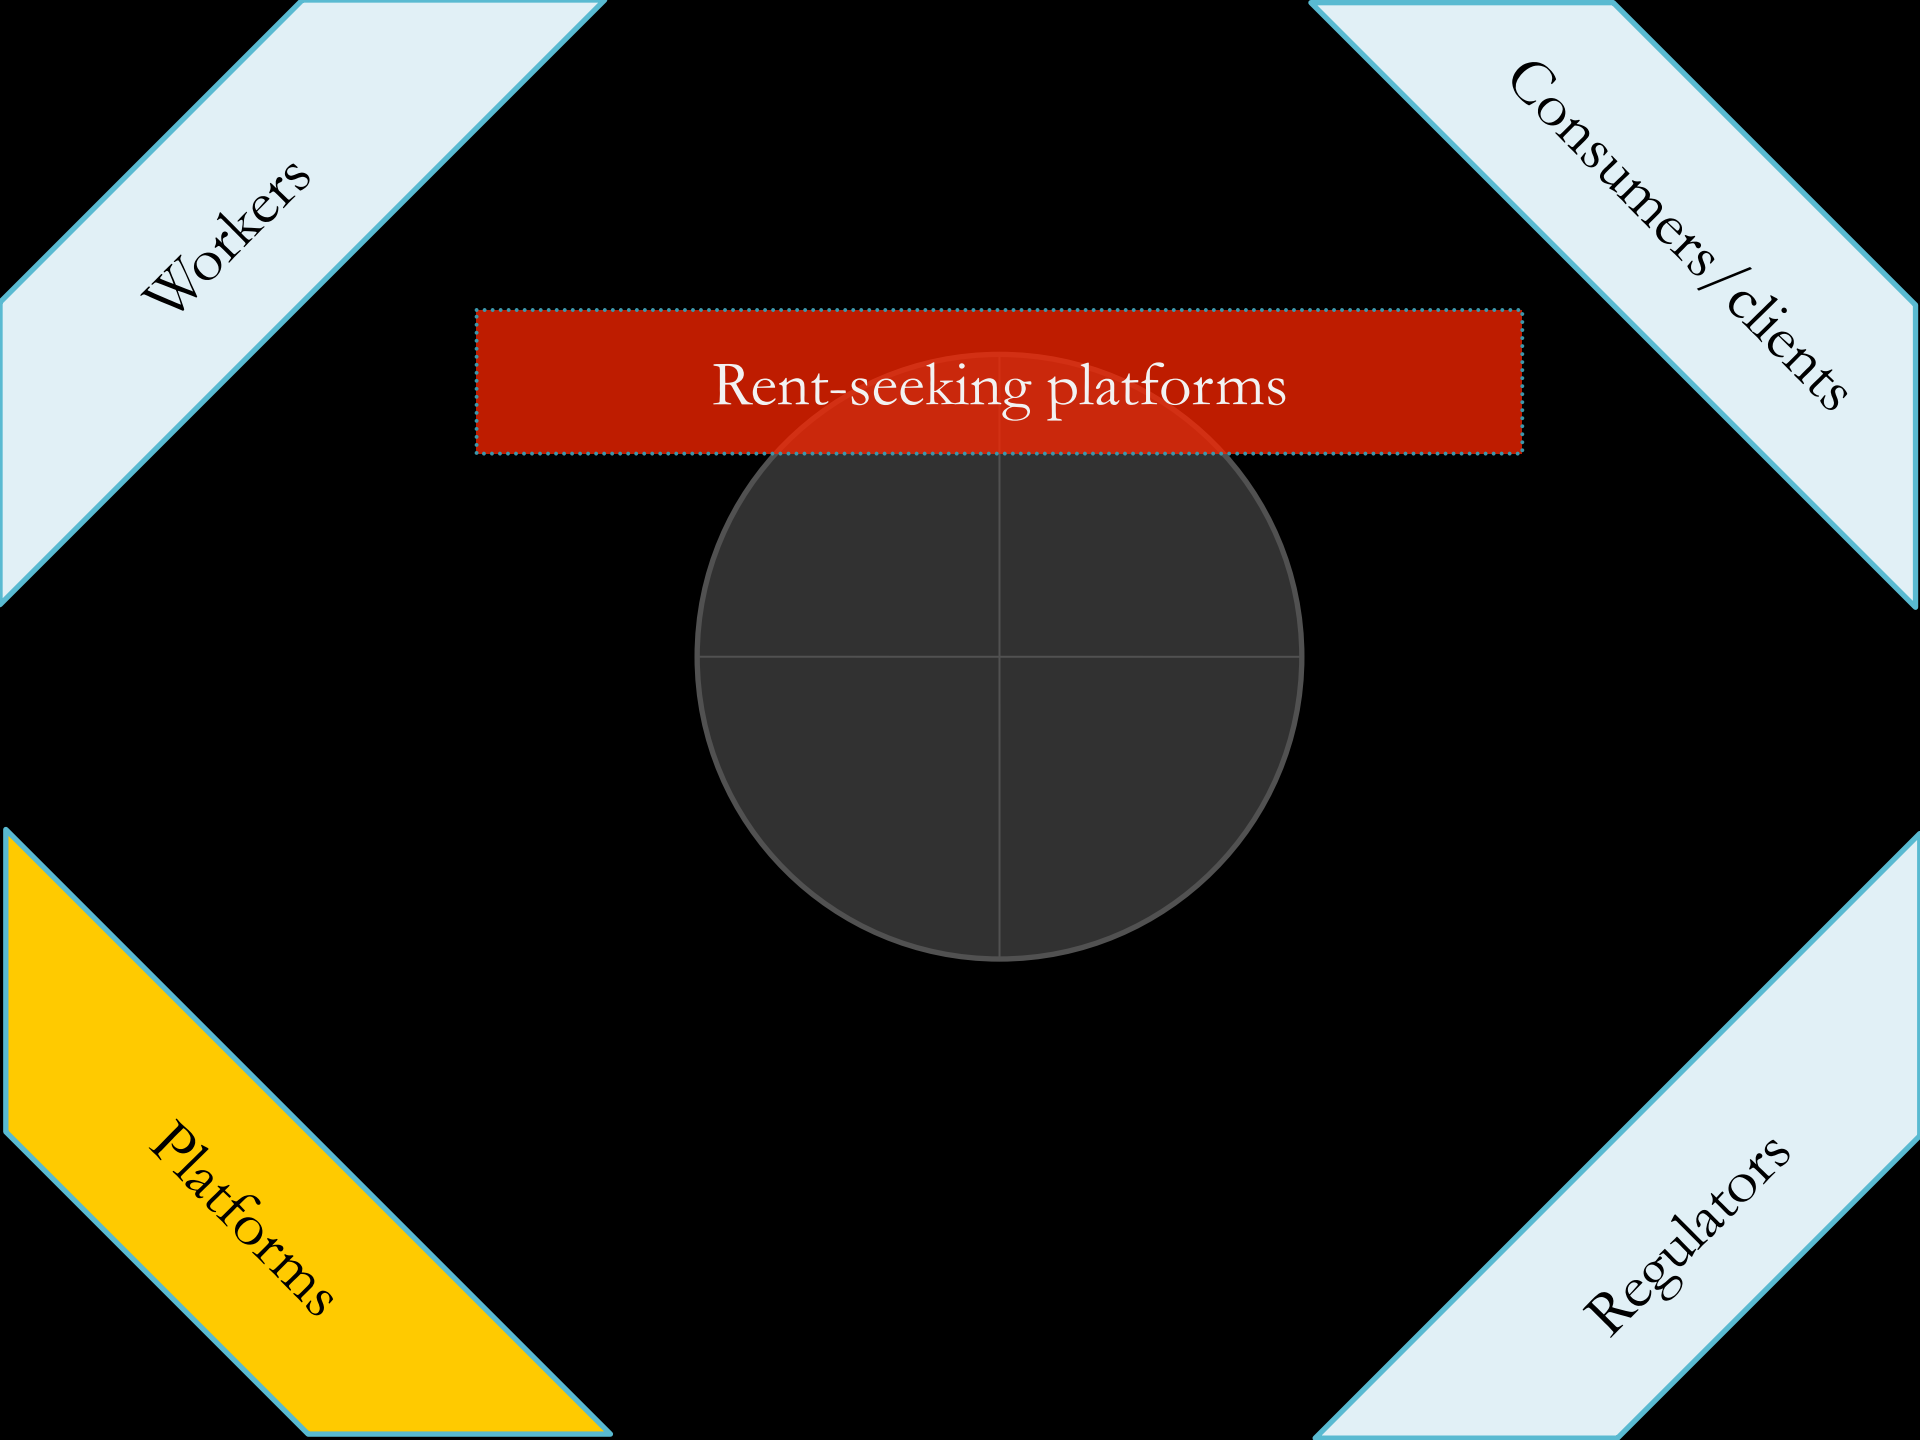 Workers
Consumers/clients
Rent-seeking platforms
Platforms
Regulators